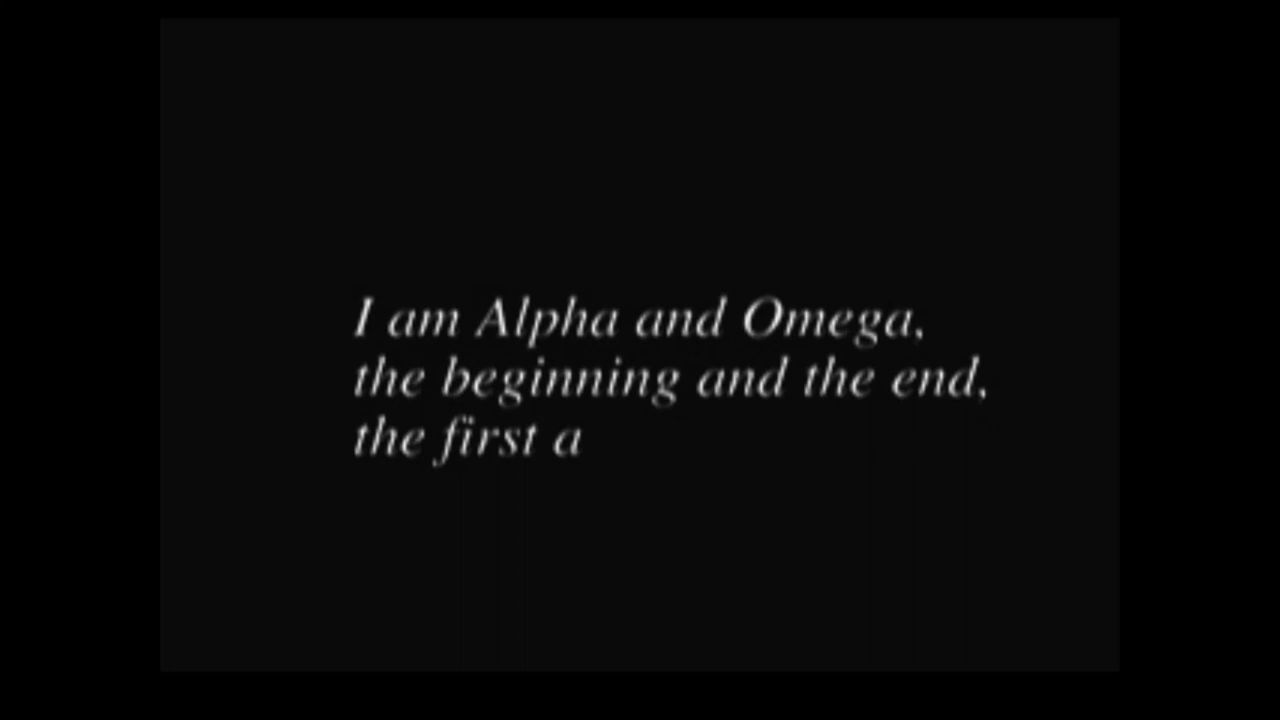 I am Alpha and Omega,
the beginning and the end,
the first a